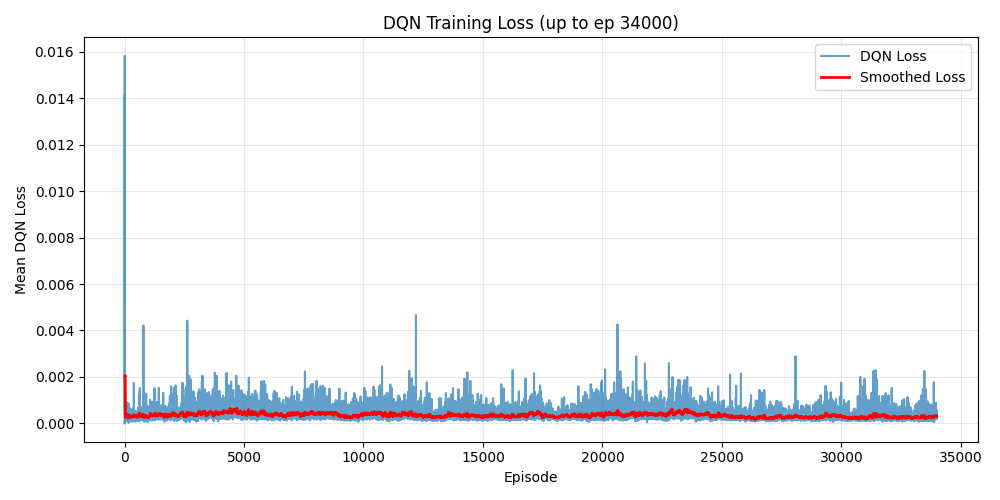 DQN Training Loss (up to ep 34000)
DQN Loss
Smoothed Loss
Mean DQN Loss
0.016
0.014
0.012
0.010
0.008
0.006
0.004
0.002
0.000
0 5000 10000 15000 20000 25000 30000 35000
Episode